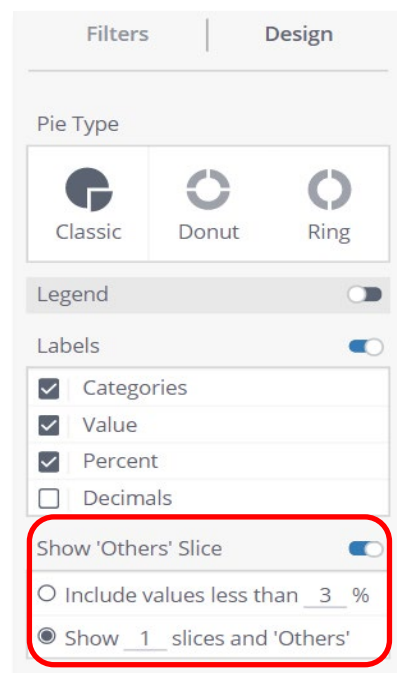 Filters Design
Pie Type
Classic Donut Ring
Legend
Labels
Categories
Value
Percent
Decimals
Show 'Others' Slice
Include values less than 3 %
Show 1 slices and 'Others'